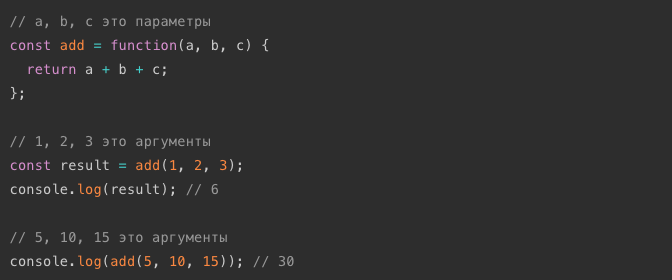 // a, b, c это параметры
const add = function(a, b, c) {
  return a + b + c;
};

// 1, 2, 3 это аргументы
const result = add(1, 2, 3);
console.log(result); // 6

// 5, 10, 15 это аргументы
console.log(add(5, 10, 15)); // 30